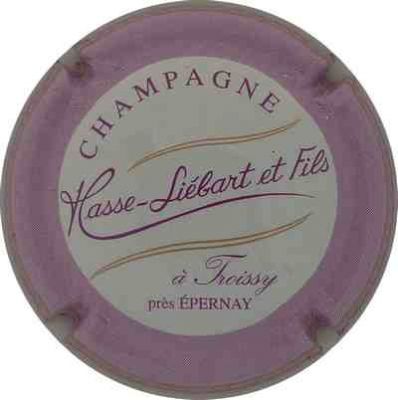 CHAMPAGNE
Hasse-Liébart et Fils
à Troissy
près ÉPERNAY